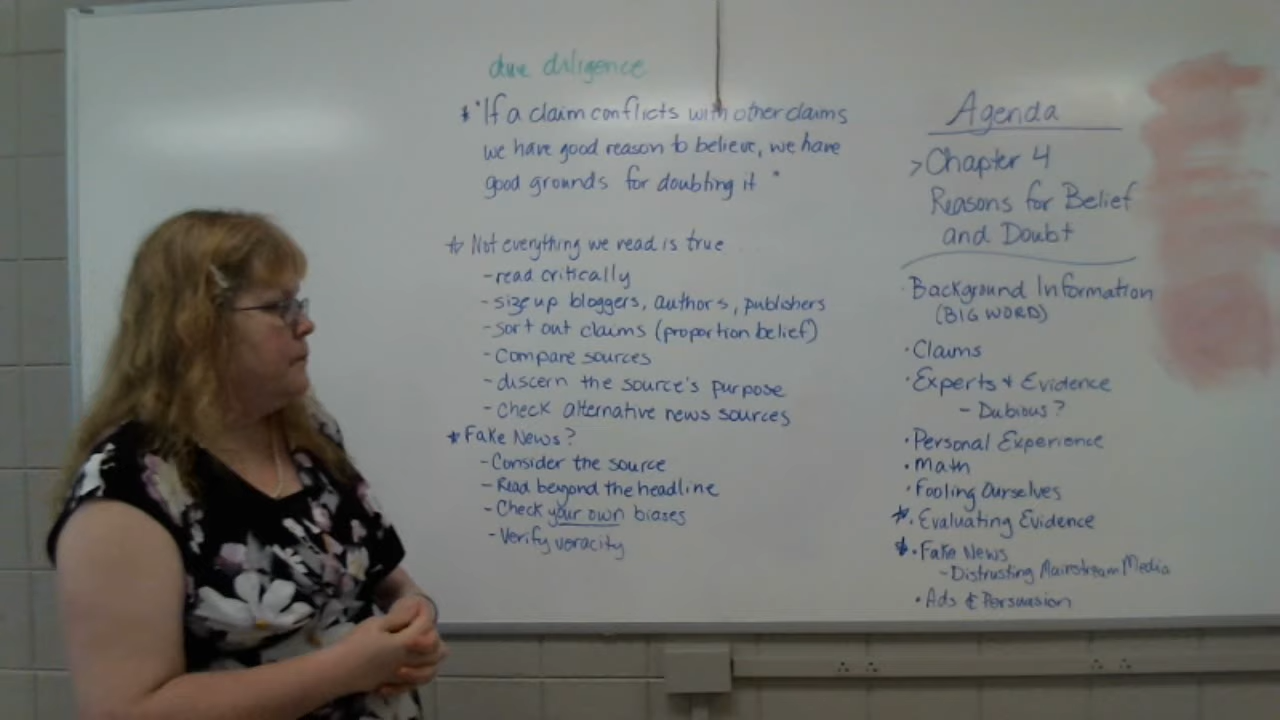 due diligence
* "If a claim conflicts with other claims
we have good reason to believe, we have
good grounds for doubting it "
* Not everything we read is true
- read critically
- size up bloggers, authors, publishers
- sort out claims (proportion belief)
- Compare sources
- discern the source's purpose
- check alternative news sources
* Fake News?
- Consider the source
- Read beyond the headline
- Check your own biases
- Verify veracity
Agenda
> Chapter 4
Reasons for Belief
and Doubt
· Background Information
(BIG WORD)
· Claims
· Experts & Evidence
- Dubious?
· Personal Experience
· Math
· Fooling Ourselves
* · Evaluating Evidence
* · Fake News
- Distrusting Mainstream Media
· Ads & Persuasion